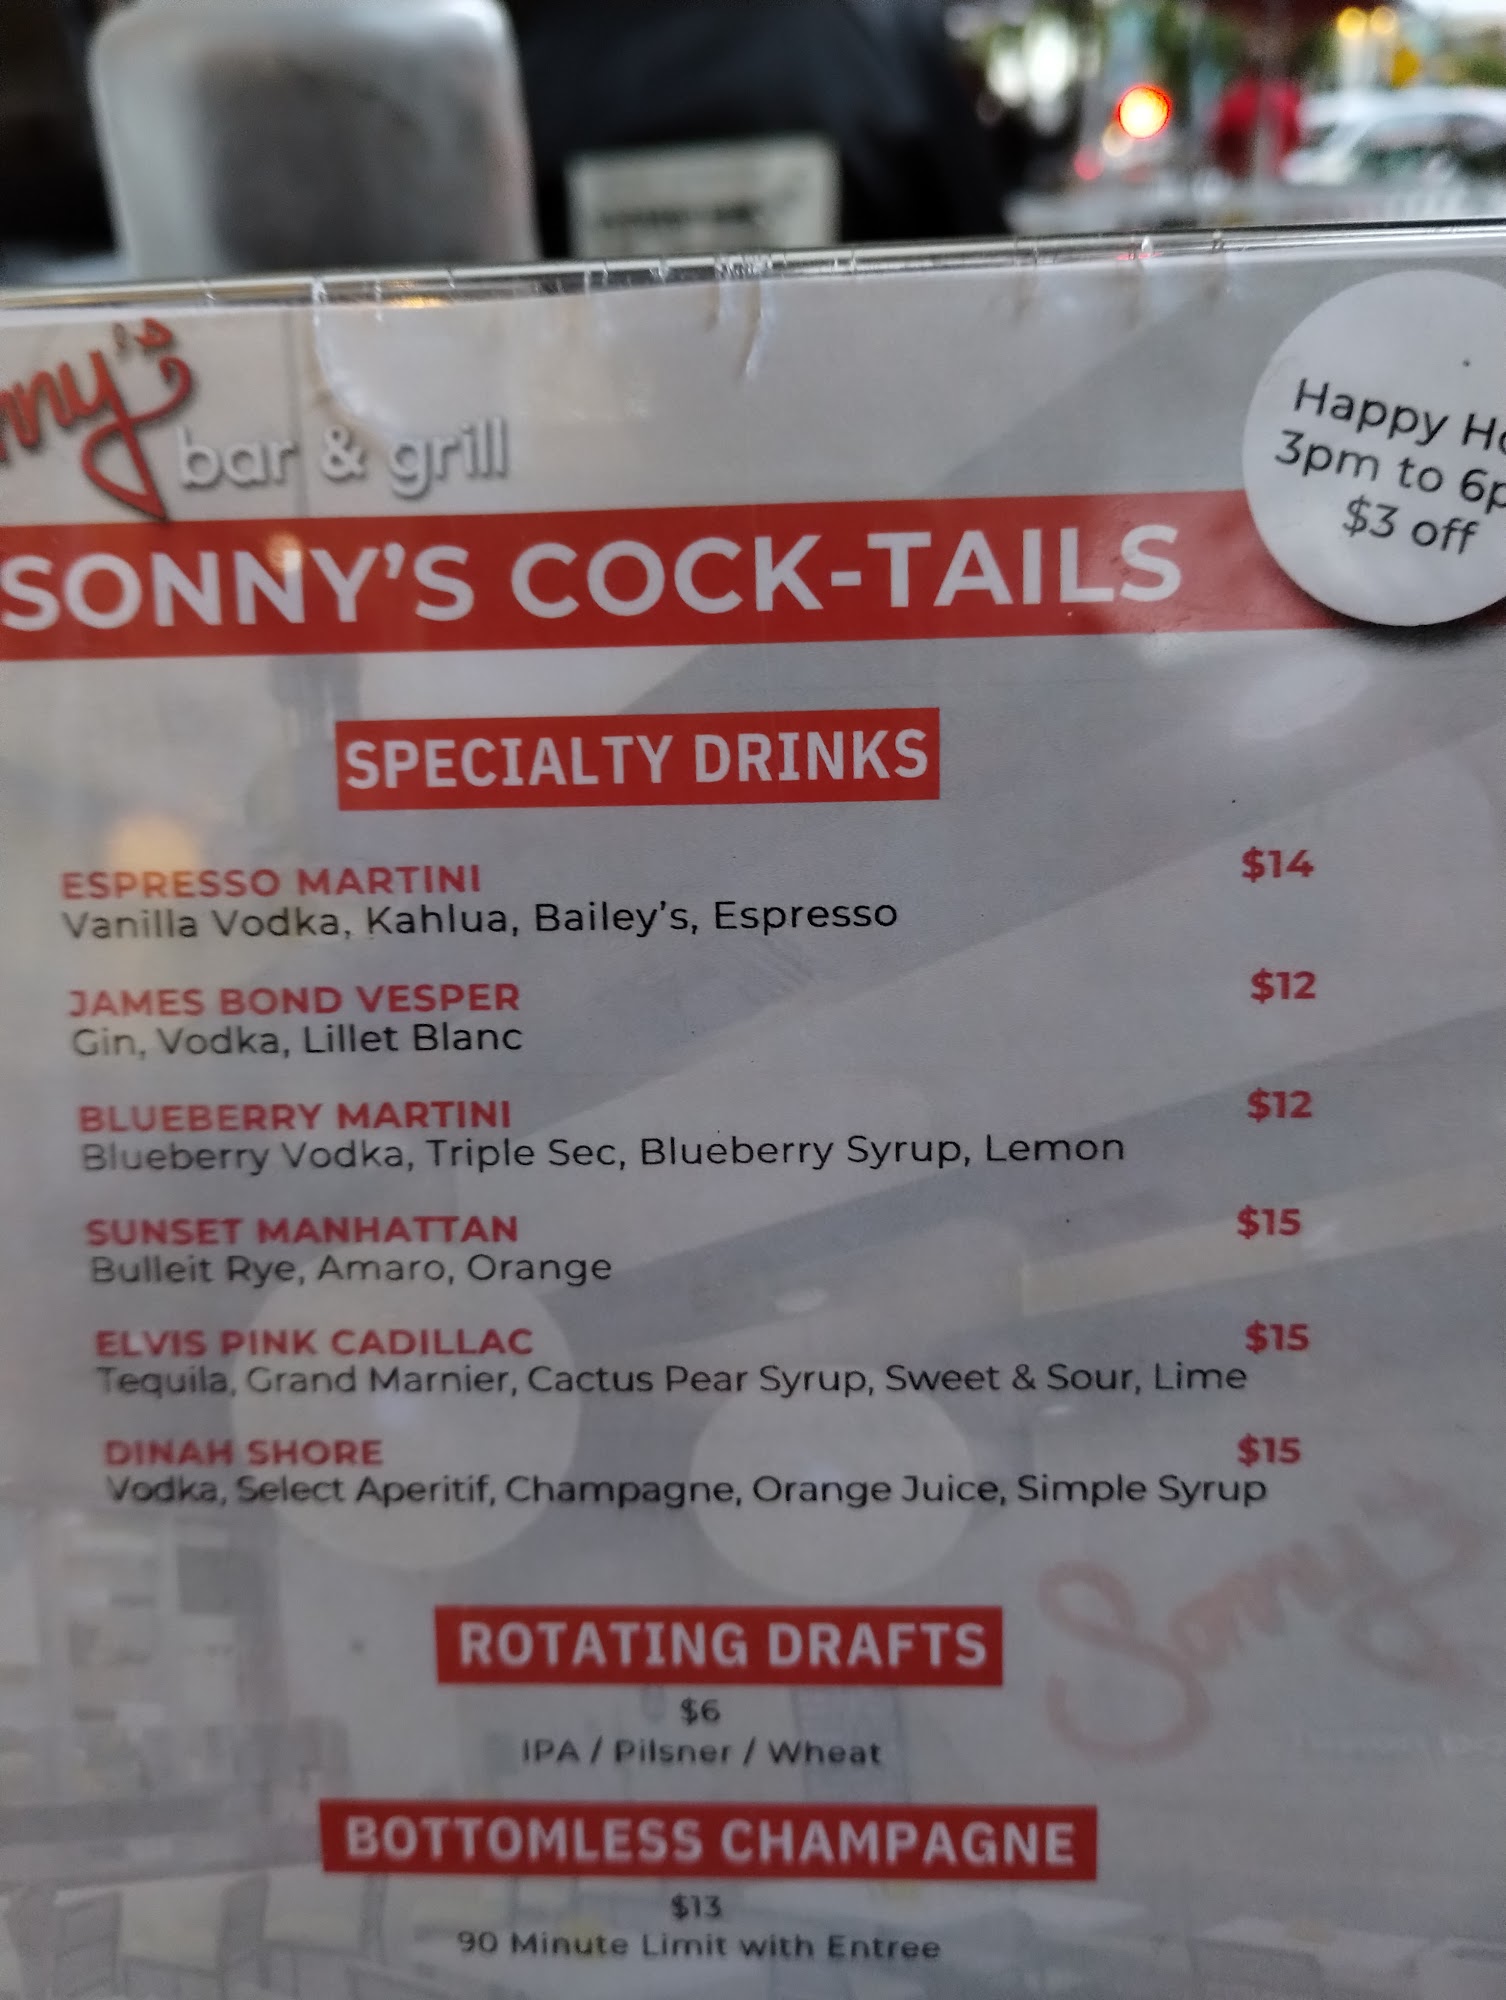 bar & grill
Happy
3pm to
$3 off
SONNY'S COCK-TAILS
SPECIALTY DRINKS
ESPRESSO MARTINI $14
Vanilla Vodka, Kahlua, Bailey's, Espresso
JAMES BOND VESPER $12
Gin, Vodka, Lillet Blanc
BLUEBERRY MARTINI $12
Blueberry Vodka, Triple Sec, Blueberry Syrup, Lemon
SUNSET MANHATTAN $15
Bulleit Rye, Amaro, Orange
ELVIS PINK CADILLAC $15
Tequila, Grand Marnier, Cactus Pear Syrup, Sweet & Sour, Lime
DINAH SHORE $15
Vodka, Select Aperitif, Champagne, Orange Juice, Simple Syrup
Sonny's
ROTATING DRAFTS
$6
IPA / Pilsner / Wheat
BOTTOMLESS CHAMPAGNE
$13
90 Minute Limit with Entree